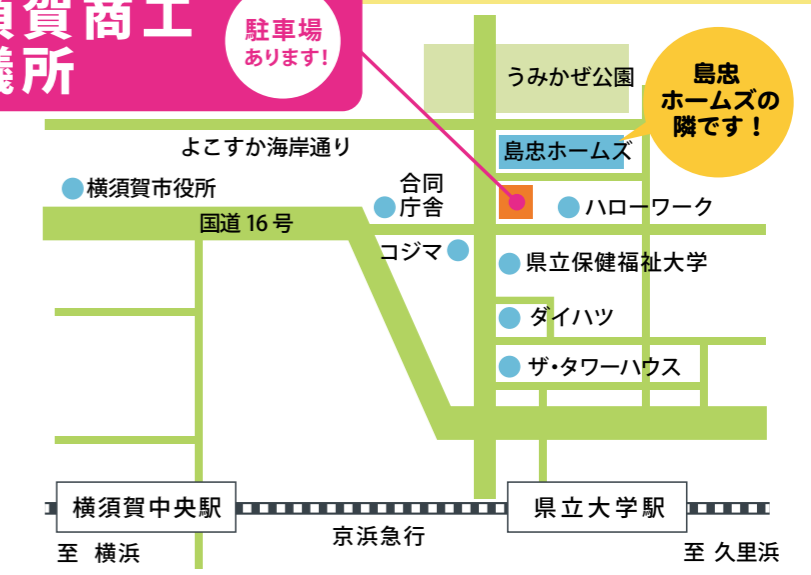 須賀商工
議所
駐車場
あります!
うみかぜ公園
島忠
ホームズの
隣です！
よこすか海岸通り
島忠ホームズ
横須賀市役所
合同
庁舎
ハローワーク
国道16号
コジマ
県立保健福祉大学
ダイハツ
ザ・タワーハウス
横須賀中央駅
県立大学駅
京浜急行
至 横浜
至 久里浜